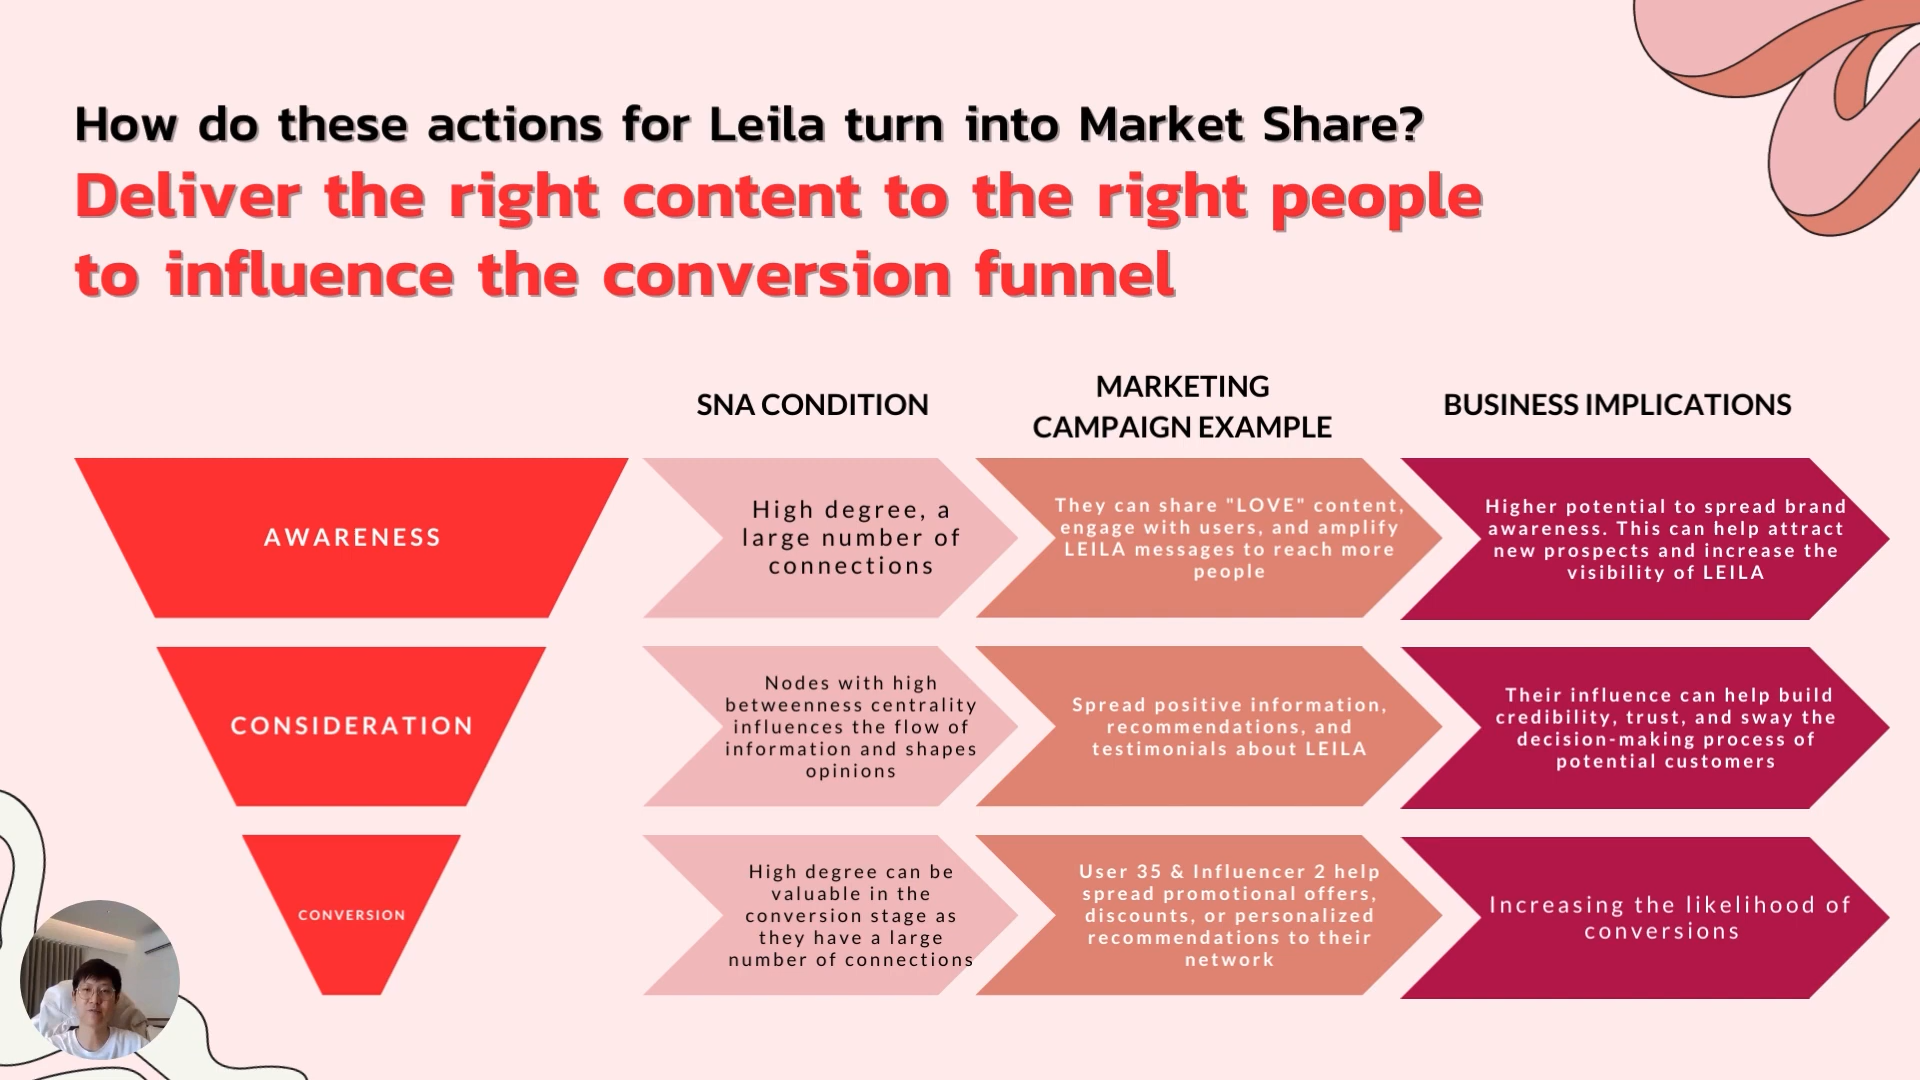 How do these actions for Leila turn into Market Share?
Deliver the right content to the right people
to influence the conversion funnel
SNA CONDITION
MARKETING
CAMPAIGN EXAMPLE
BUSINESS IMPLICATIONS
AWARENESS
High degree, a
large number of
connections
They can share "LOVE" content,
engage with users, and amplify
LEILA messages to reach more
people
Higher potential to spread brand
awareness. This can help attract
new prospects and increase the
visibility of LEILA
CONSIDERATION
Nodes with high
betweenness centrality
influences the flow of
information and shapes
opinions
Spread positive information,
recommendations, and
testimonials about LEILA
Their influence can help build
credibility, trust, and sway the
decision-making process of
potential customers
CONVERSION
High degree can be
valuable in the
conversion stage as
they have a large
number of connections
User 35 & Influencer 2 help
spread promotional offers,
discounts, or personalized
recommendations to their
network
Increasing the likelihood of
conversions